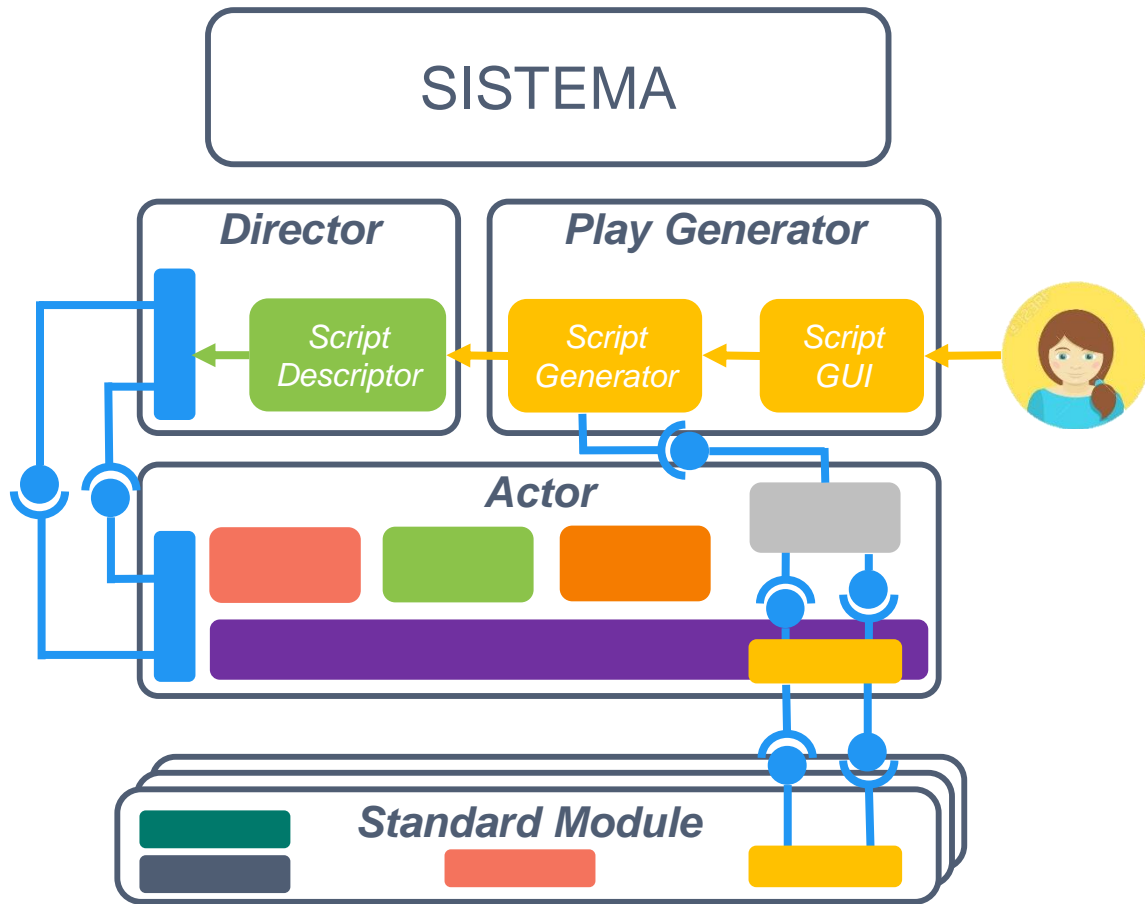 SISTEMA
Director
Play Generator
Script
Descriptor
Script
Generator
Script
GUI
Actor
Standard Module